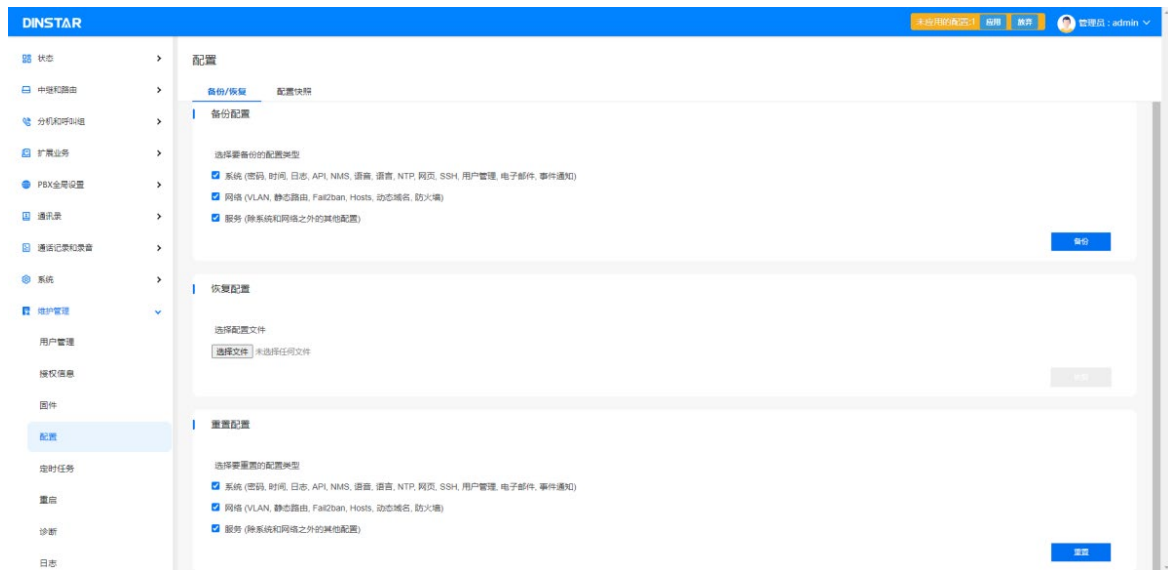 DINSTAR
未应用的配置:1 应用 放弃
管理员 : admin
状态
中继和路由
分机和呼叫组
扩展业务
PBX全局设置
通讯录
通话记录和录音
系统
维护管理
用户管理
授权信息
固件
配置
定时任务
重启
诊断
日志
配置
备份/恢复 配置快照
备份配置
选择要备份的配置类型
系统 (密码, 时间, 日志, API, NMS, 语音, 语言, NTP, 网页, SSH, 用户管理, 电子邮件, 事件通知)
网络 (VLAN, 静态路由, Fail2ban, Hosts, 动态域名, 防火墙)
服务 (除系统和网络之外的其他配置)
备份
恢复配置
选择配置文件
选择文件 未选择任何文件
重置配置
选择要重置的配置类型
系统 (密码, 时间, 日志, API, NMS, 语音, 语言, NTP, 网页, SSH, 用户管理, 电子邮件, 事件通知)
网络 (VLAN, 静态路由, Fail2ban, Hosts, 动态域名, 防火墙)
服务 (除系统和网络之外的其他配置)
重置